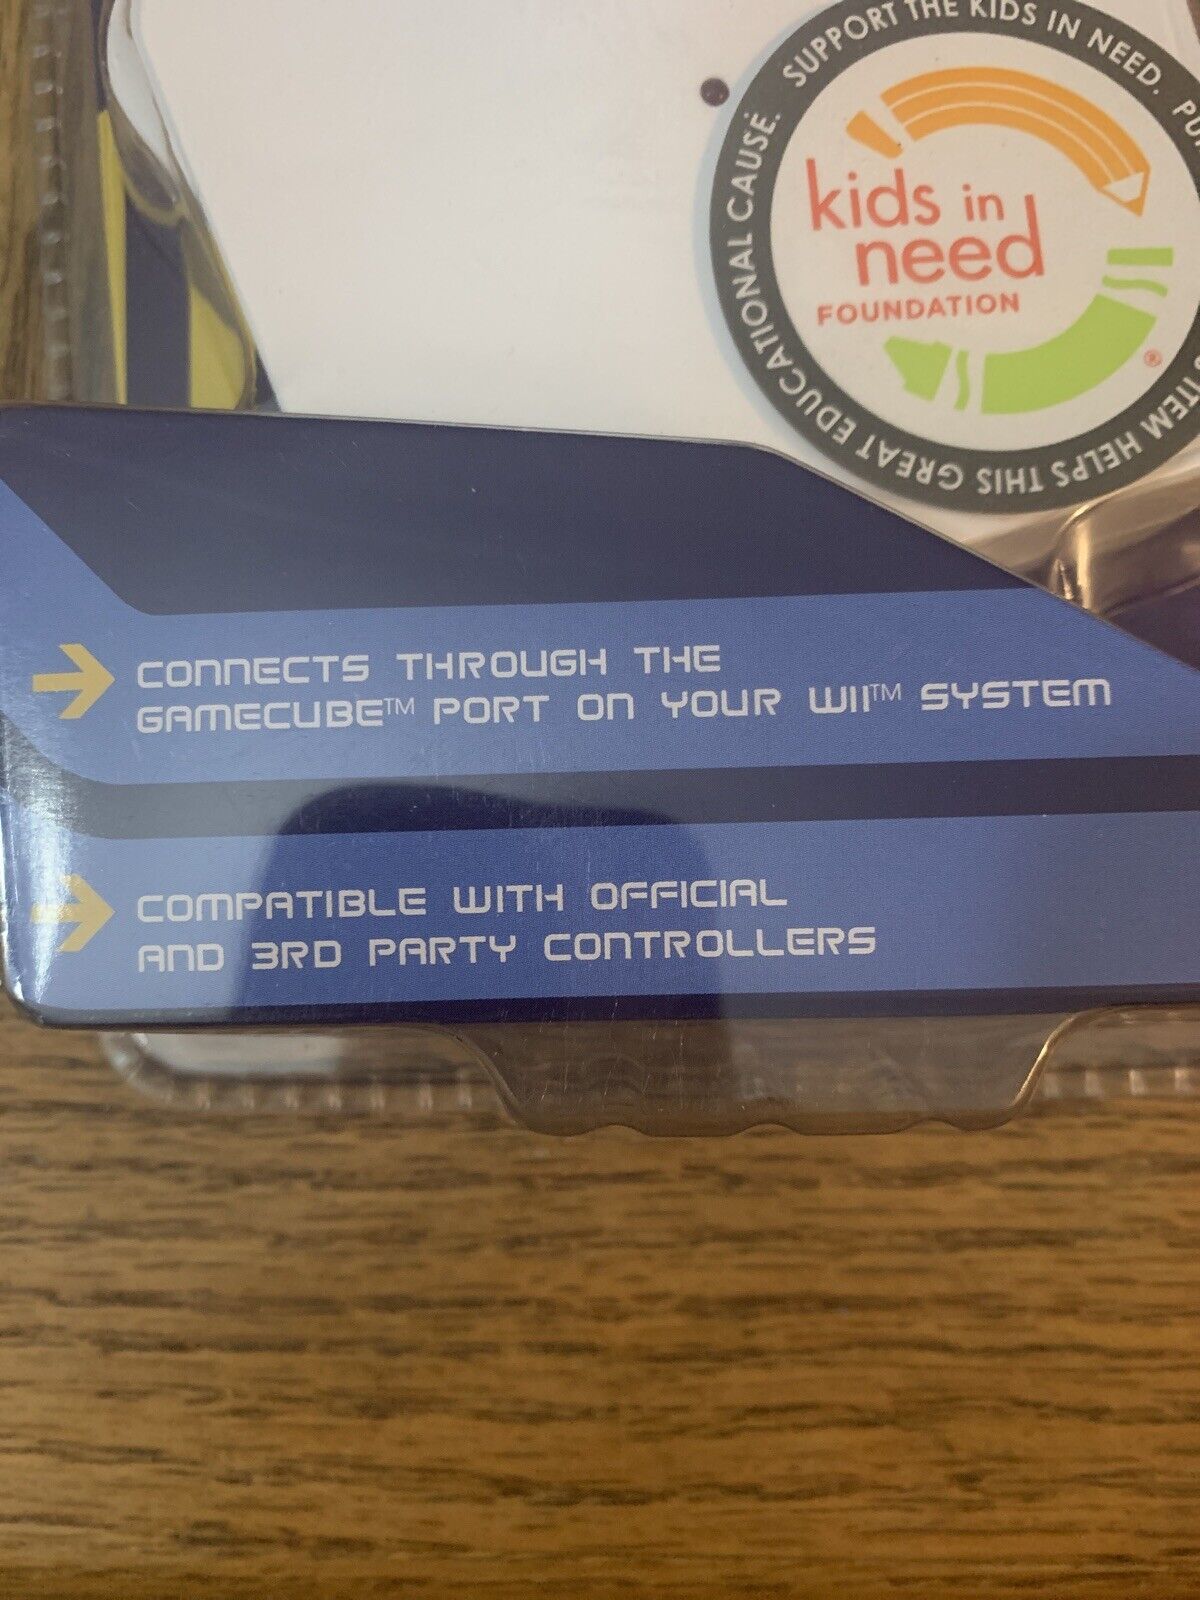 SUPPORT THE KIDS IN NEED.
ITEM HELPS THIS GREAT EDUCATIONAL CAUSE.
kids in
need
FOUNDATION
®
CONNECTS THROUGH THE
GAMECUBE™ PORT ON YOUR WII™ SYSTEM
COMPATIBLE WITH OFFICIAL
AND 3RD PARTY CONTROLLERS